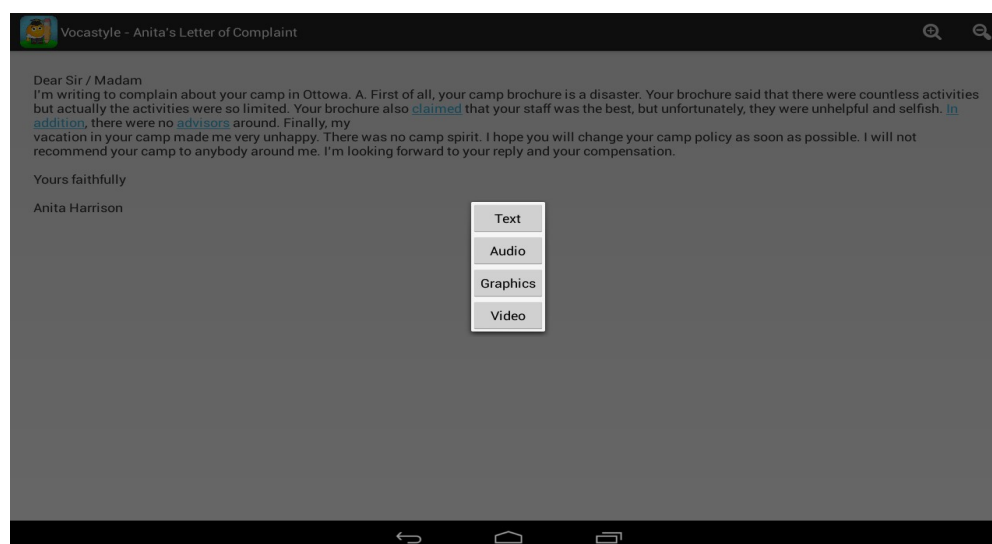 Vocastyle - Anita's Letter of Complaint
Dear Sir / Madam
I'm writing to complain about your camp in Ottowa. A. First of all, your camp brochure is a disaster. Your brochure said that there were countless activities
but actually the activities were so limited. Your brochure also claimed that your staff was the best, but unfortunately, they were unhelpful and selfish. In
addition, there were no advisors around. Finally, my
vacation in your camp made me very unhappy. There was no camp spirit. I hope you will change your camp policy as soon as possible. I will not
recommend your camp to anybody around me. I'm looking forward to your reply and your compensation.
Yours faithfully
Anita Harrison
Text
Audio
Graphics
Video